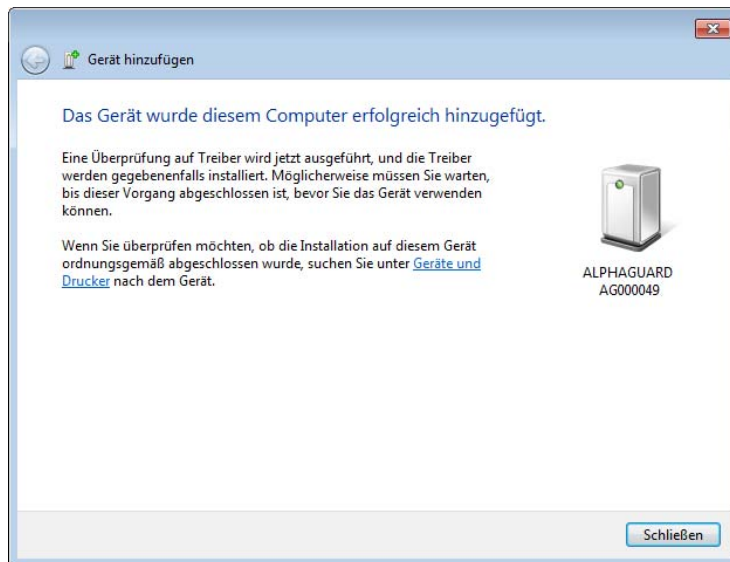 Gerät hinzufügen
Das Gerät wurde diesem Computer erfolgreich hinzugefügt.
Eine Überprüfung auf Treiber wird jetzt ausgeführt, und die Treiber
werden gegebenenfalls installiert. Möglicherweise müssen Sie warten,
bis dieser Vorgang abgeschlossen ist, bevor Sie das Gerät verwenden
können.
Wenn Sie überprüfen möchten, ob die Installation auf diesem Gerät
ordnungsgemäß abgeschlossen wurde, suchen Sie unter Geräte und
Drucker nach dem Gerät.
ALPHAGUARD
AG000049
Schließen